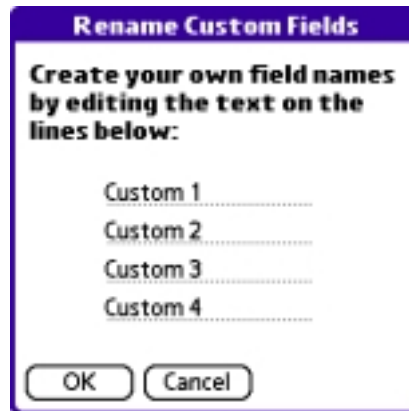 Rename Custom Fields
Create your own field names
by editing the text on the
lines below:
Custom 1
Custom 2
Custom 3
Custom 4
OK Cancel